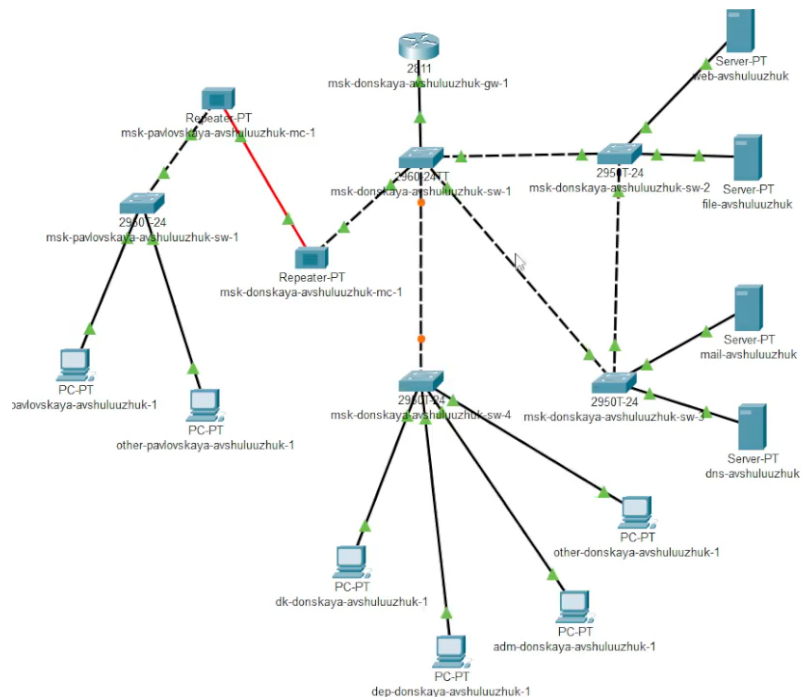 2811
msk-donskaya-avshuluuzhuk-gw-1
Server-PT
web-avshuluuzhuk
Repeater-PT
msk-pavlovskaya-avshuluuzhuk-mc-1
2960-24TT
msk-donskaya-avshuluuzhuk-sw-1
2950T-24
msk-donskaya-avshuluuzhuk-sw-2
Server-PT
file-avshuluuzhuk
2950T-24
msk-pavlovskaya-avshuluuzhuk-sw-1
Repeater-PT
msk-donskaya-avshuluuzhuk-mc-1
Server-PT
mail-avshuluuzhuk
PC-PT
pavlovskaya-avshuluuzhuk-1
PC-PT
other-pavlovskaya-avshuluuzhuk-1
2950T-24
msk-donskaya-avshuluuzhuk-sw-4
2950T-24
msk-donskaya-avshuluuzhuk-sw-3
Server-PT
dns-avshuluuzhuk
PC-PT
other-donskaya-avshuluuzhuk-1
PC-PT
dk-donskaya-avshuluuzhuk-1
PC-PT
adm-donskaya-avshuluuzhuk-1
PC-PT
dep-donskaya-avshuluuzhuk-1